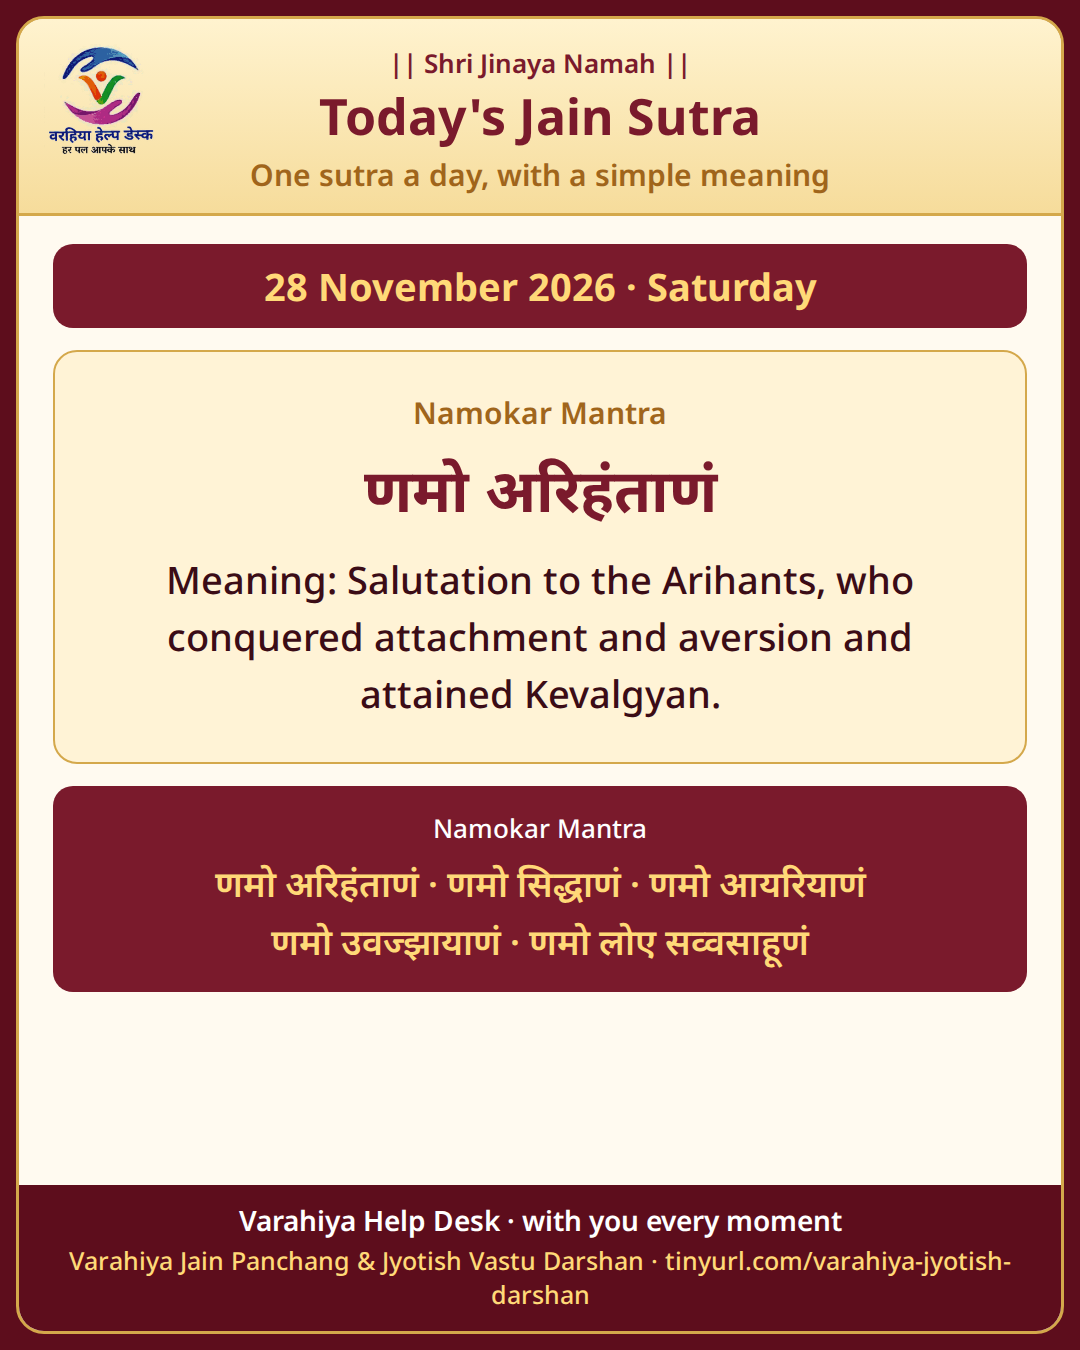 वरहिया हेल्प डेस्क
हर पल आपके साथ
|| Shri Jinaya Namah ||
Today's Jain Sutra
One sutra a day, with a simple meaning
28 November 2026 · Saturday
Namokar Mantra
णमो अरिहंताणं
Meaning: Salutation to the Arihants, who
conquered attachment and aversion and
attained Kevalgyan.
Namokar Mantra
णमो अरिहंताणं · णमो सिद्धाणं · णमो आयरियाणं
णमो उवज्झायाणं · णमो लोए सव्वसाहूणं
Varahiya Help Desk · with you every moment
Varahiya Jain Panchang & Jyotish Vastu Darshan · tinyurl.com/varahiya-jyotish-
darshan